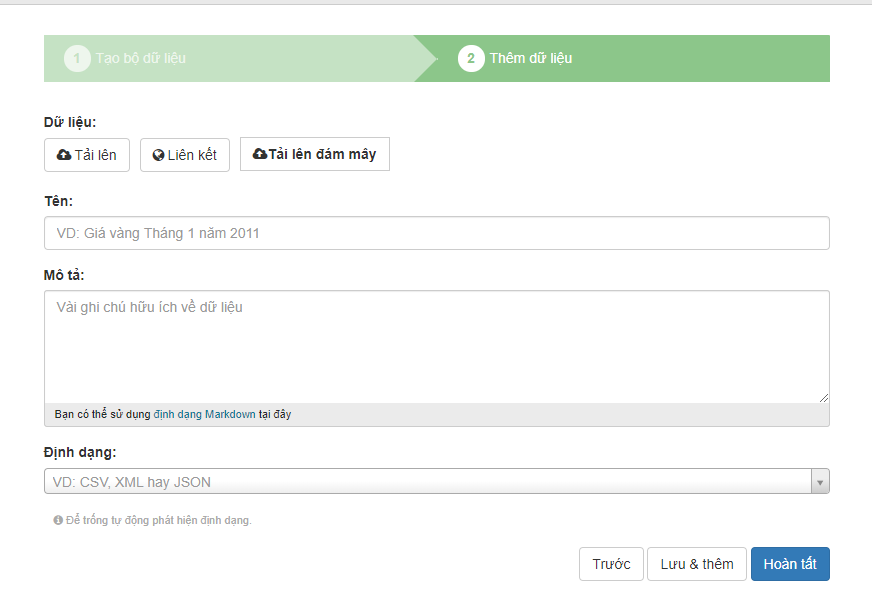 1 Tạo bộ dữ liệu
2 Thêm dữ liệu
Dữ liệu:
Tải lên Liên kết Tải lên đám mây
Tên:
VD: Giá vàng Tháng 1 năm 2011
Mô tả:
Vài ghi chú hữu ích về dữ liệu
Bạn có thể sử dụng định dạng Markdown tại đây
Định dạng:
VD: CSV, XML hay JSON
Để trống tự động phát hiện định dạng.
Trước Lưu & thêm Hoàn tất